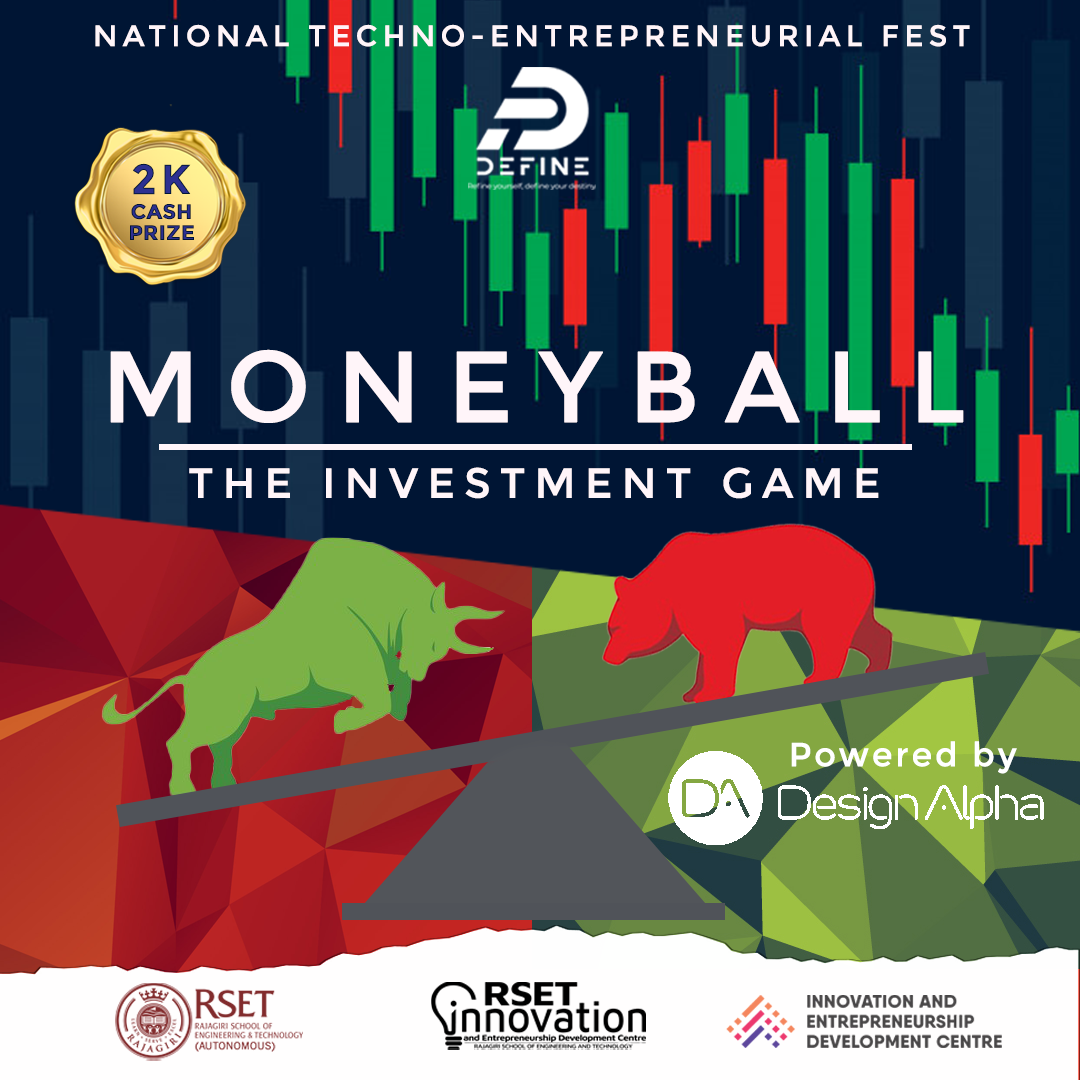 NATIONAL TECHNO-ENTREPRENEURIAL FEST
DEFINE
Refine yourself, define your destiny
2K
CASH
PRIZE
MONEYBALL
THE INVESTMENT GAME
Powered by
DA
Design Alpha
RAJAGIRI
RSET
RAJAGIRI SCHOOL OF
ENGINEERING & TECHNOLOGY
(AUTONOMOUS)
RSET
innovation
and Entrepreneurship Development Centre
RAJAGIRI SCHOOL OF ENGINEERING AND TECHNOLOGY
INNOVATION AND
ENTREPRENEURSHIP
DEVELOPMENT CENTRE